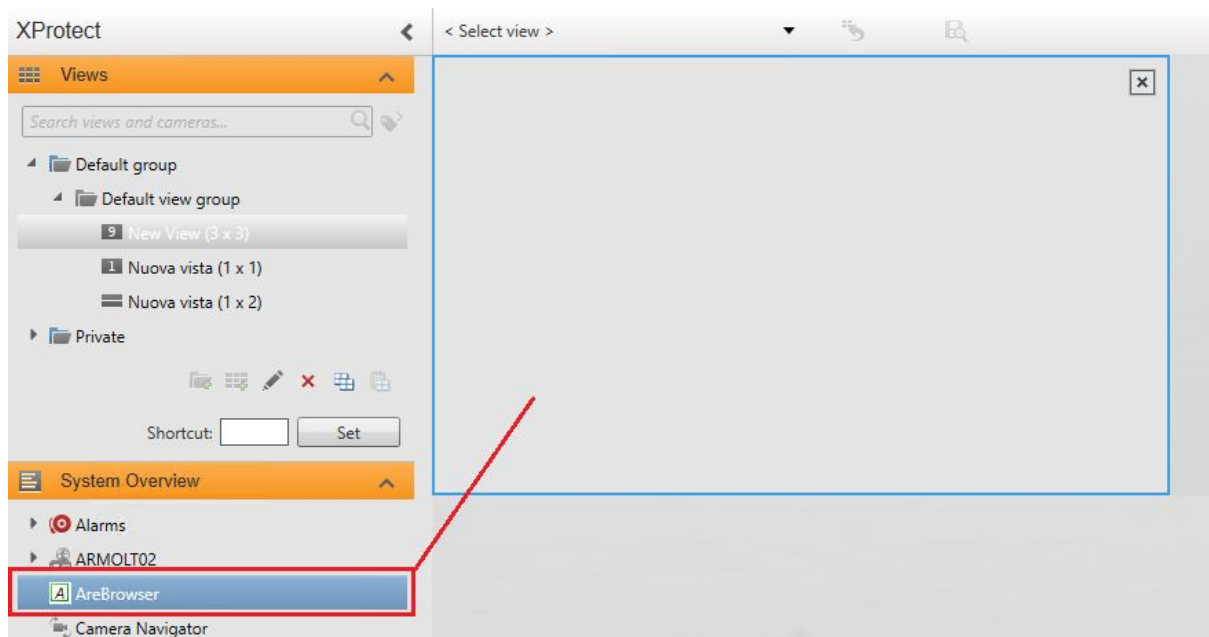 XProtect
< Select view >
Views
Search views and cameras...
Default group
Default view group
9 New View (3 x 3)
1 Nuova vista (1 x 1)
Nuova vista (1 x 2)
Private
Shortcut: Set
System Overview
Alarms
ARMOLT02
A AreBrowser
Camera Navigator